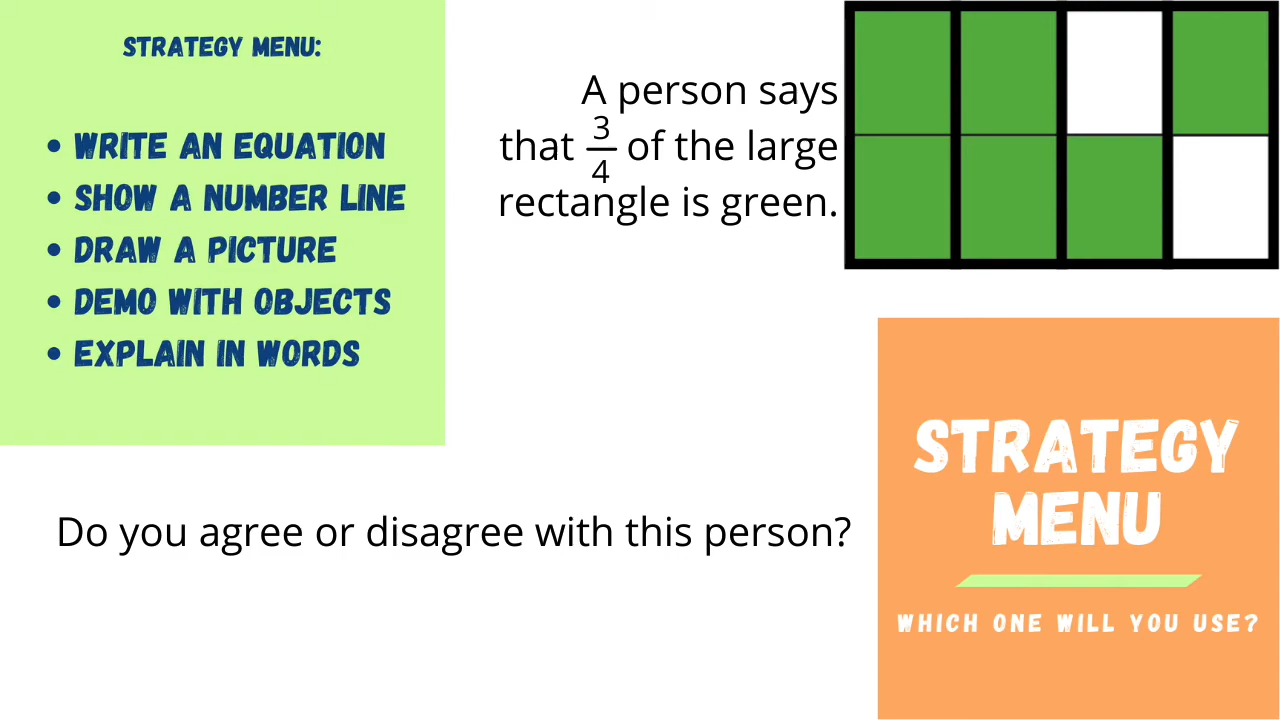 STRATEGY MENU:
• WRITE AN EQUATION
• SHOW A NUMBER LINE
• DRAW A PICTURE
• DEMO WITH OBJECTS
• EXPLAIN IN WORDS
A person says
that 3/4 of the large
rectangle is green.
Do you agree or disagree with this person?
STRATEGY
MENU
WHICH ONE WILL YOU USE?